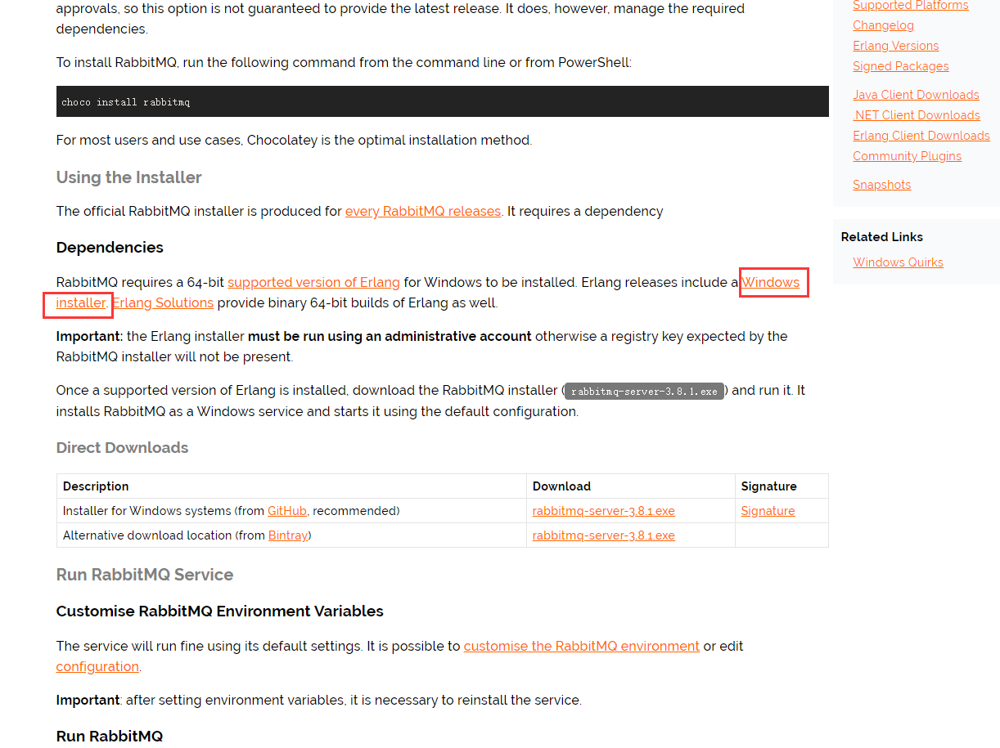 approvals, so this option is not guaranteed to provide the latest release. It does, however, manage the required
dependencies.
To install RabbitMQ, run the following command from the command line or from PowerShell:
choco install rabbitmq
For most users and use cases, Chocolatey is the optimal installation method.
Using the Installer
The official RabbitMQ installer is produced for every RabbitMQ releases. It requires a dependency
Dependencies
RabbitMQ requires a 64-bit supported version of Erlang for Windows to be installed. Erlang releases include a Windows
installer. Erlang Solutions provide binary 64-bit builds of Erlang as well.
Important: the Erlang installer must be run using an administrative account otherwise a registry key expected by the
RabbitMQ installer will not be present.
Once a supported version of Erlang is installed, download the RabbitMQ installer (rabbitmq-server-3.8.1.exe) and run it. It
installs RabbitMQ as a Windows service and starts it using the default configuration.
Direct Downloads
Description Download Signature
Installer for Windows systems (from GitHub, recommended) rabbitmq-server-3.8.1.exe Signature
Alternative download location (from Bintray) rabbitmq-server-3.8.1.exe
Run RabbitMQ Service
Customise RabbitMQ Environment Variables
The service will run fine using its default settings. It is possible to customise the RabbitMQ environment or edit
configuration.
Important: after setting environment variables, it is necessary to reinstall the service.
Run RabbitMQ
Supported Platforms
Changelog
Erlang Versions
Signed Packages
Java Client Downloads
.NET Client Downloads
Erlang Client Downloads
Community Plugins
Snapshots
Related Links
Windows Quirks